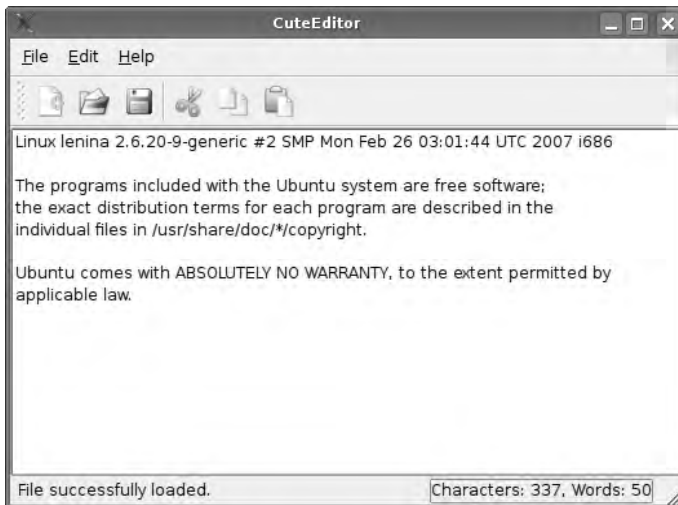 CuteEditor
File Edit Help
Linux lenina 2.6.20-9-generic #2 SMP Mon Feb 26 03:01:44 UTC 2007 i686
The programs included with the Ubuntu system are free software;
the exact distribution terms for each program are described in the
individual files in /usr/share/doc/*/copyright.
Ubuntu comes with ABSOLUTELY NO WARRANTY, to the extent permitted by
applicable law.
File successfully loaded. Characters: 337, Words: 50